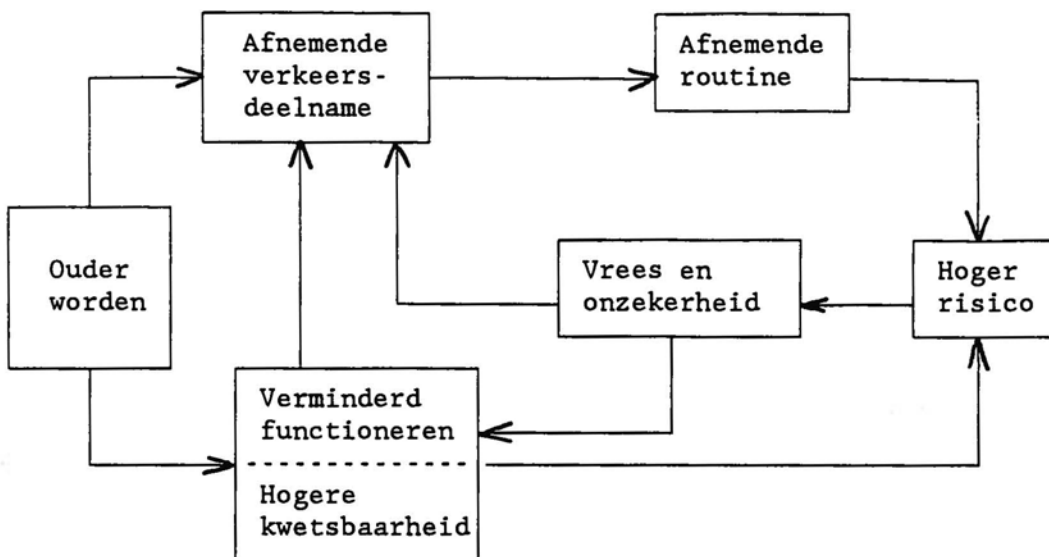 Afnemende
verkeers-
deelname
Afnemende
routine
Ouder
worden
Vrees en
onzekerheid
Hoger
risico
Verminderd
functioneren
Hogere
kwetsbaarheid